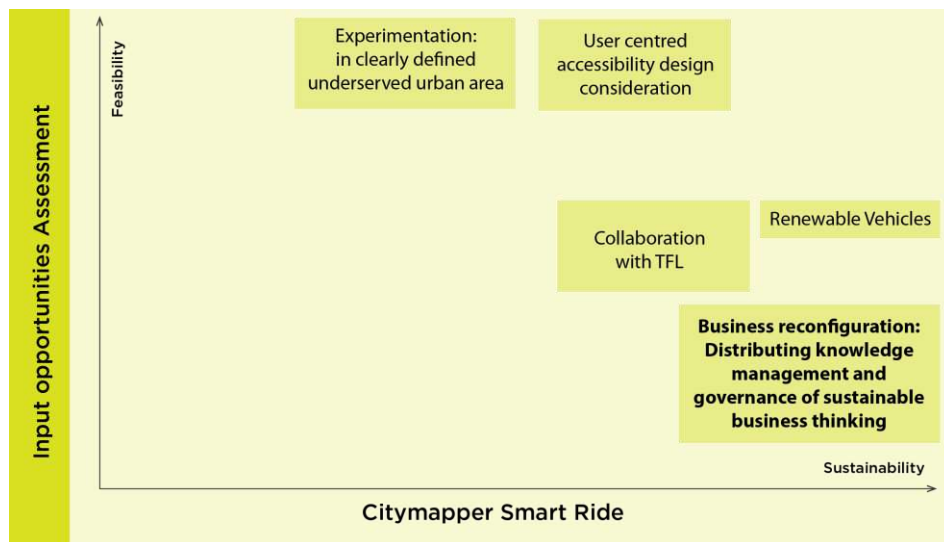 Input opportunities Assessment
Feasibility
Experimentation:
in clearly defined
underserved urban area
User centred
accessibility design
consideration
Collaboration
with TFL
Renewable Vehicles
Business reconfiguration:
Distributing knowledge
management and
governance of sustainable
business thinking
Sustainability
Citymapper Smart Ride